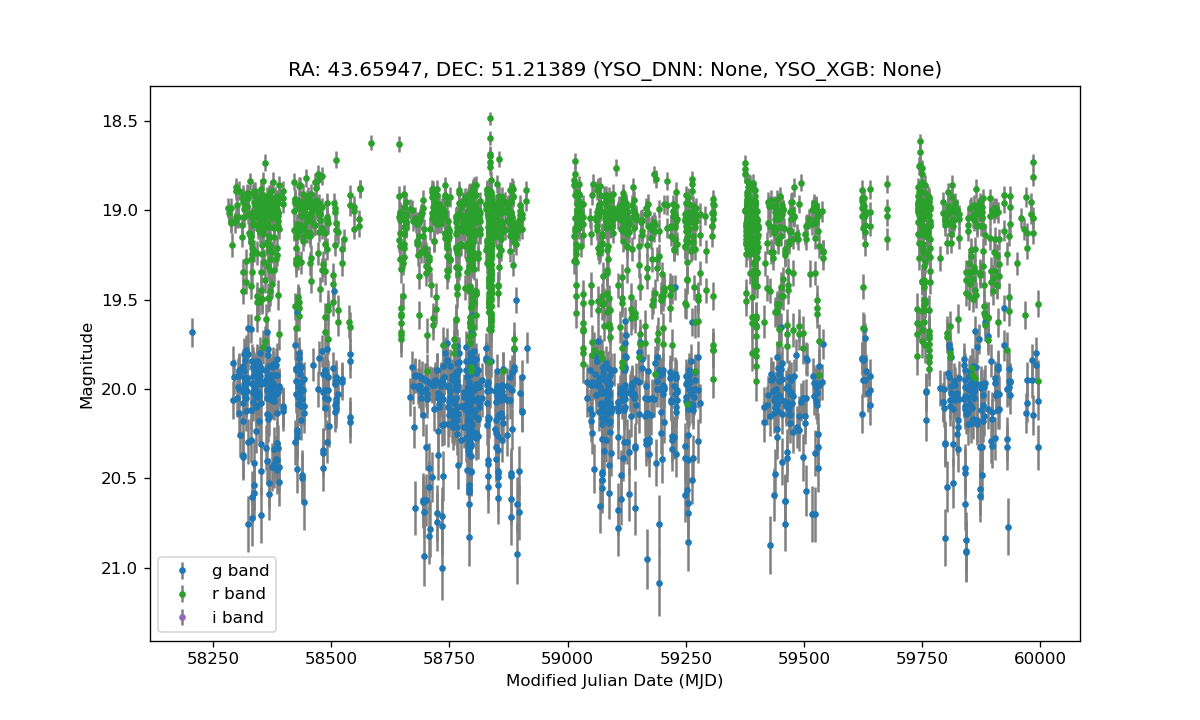 RA: 43.65947, DEC: 51.21389 (YSO_DNN: None, YSO_XGB: None)
18.5
19.0
19.5
20.0
20.5
21.0
Magnitude
g band
r band
i band
58250 58500 58750 59000 59250 59500 59750 60000
Modified Julian Date (MJD)